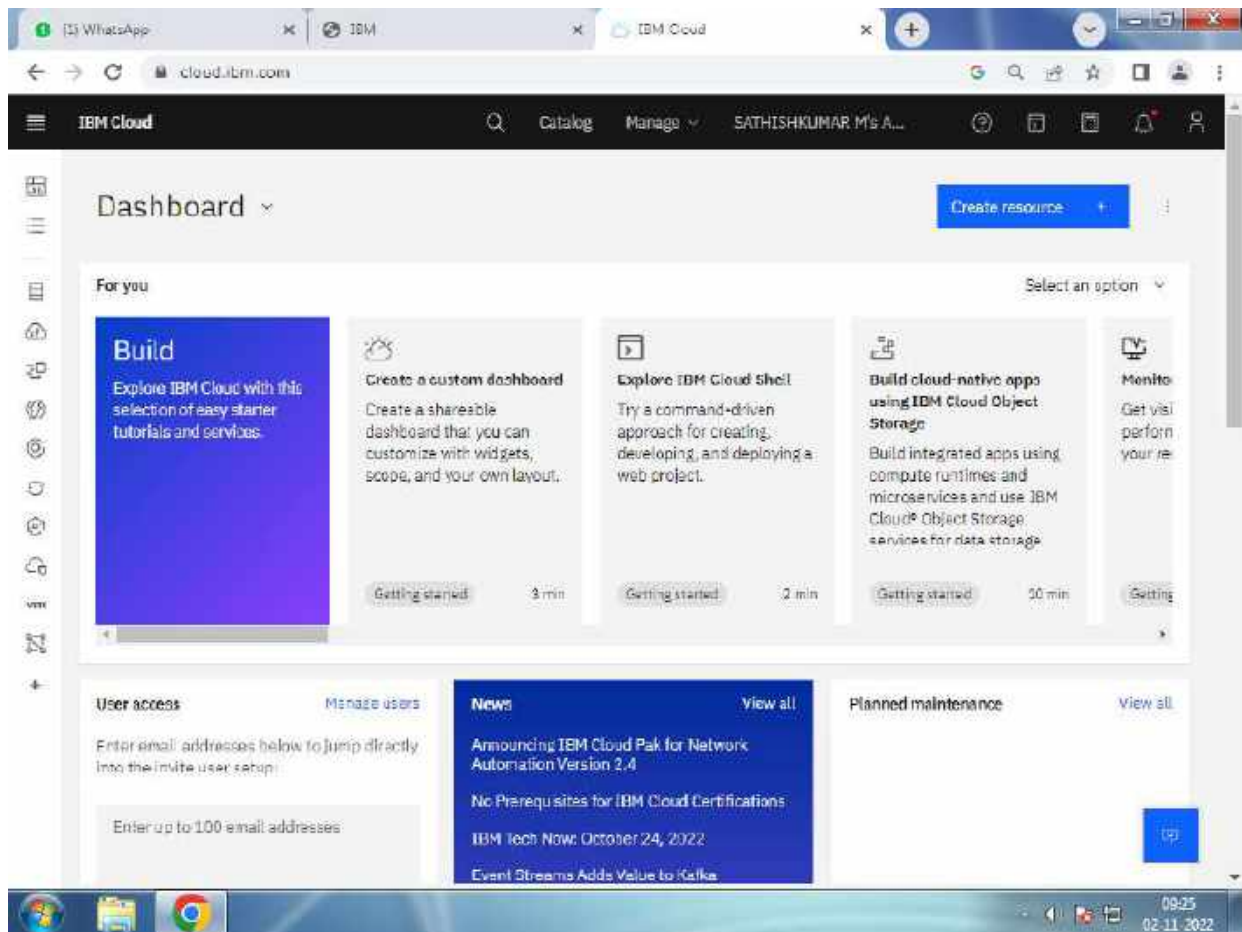 WhatsApp
IBM
IBM Cloud
cloud.ibm.com
IBM Cloud
Catalog
Manage
SATHISHKUMAR M's A...
Dashboard
Create resource +
For you
Select an option
Build
Explore IBM Cloud with this
selection of easy starter
tutorials and services.
Create a custom dashboard
Create a shareable
dashboard that you can
customize with widgets,
scope, and your own layout.
Getting started
3 min
Explore IBM Cloud Shell
Try a command-driven
approach for creating,
developing, and deploying a
web project.
Getting started
2 min
Build cloud-native apps
using IBM Cloud Object
Storage
Build integrated apps using
compute runtimes and
microservices and use IBM
Cloud® Object Storage
services for data storage
Getting started
min
Monito
Get visi
perform
your re
Getting
User access
Manage users
Enter email addresses below to jump directly
into the invite user setup:
Enter up to 100 email addresses
News
View all
Announcing IBM Cloud Pak for Network
Automation Version 2.4
No Prerequisites for IBM Cloud Certifications
IBM Tech Now: October 24, 2022
Event Streams Adds Value to Kafka
Planned maintenance
View all
09:25
02-11-2022